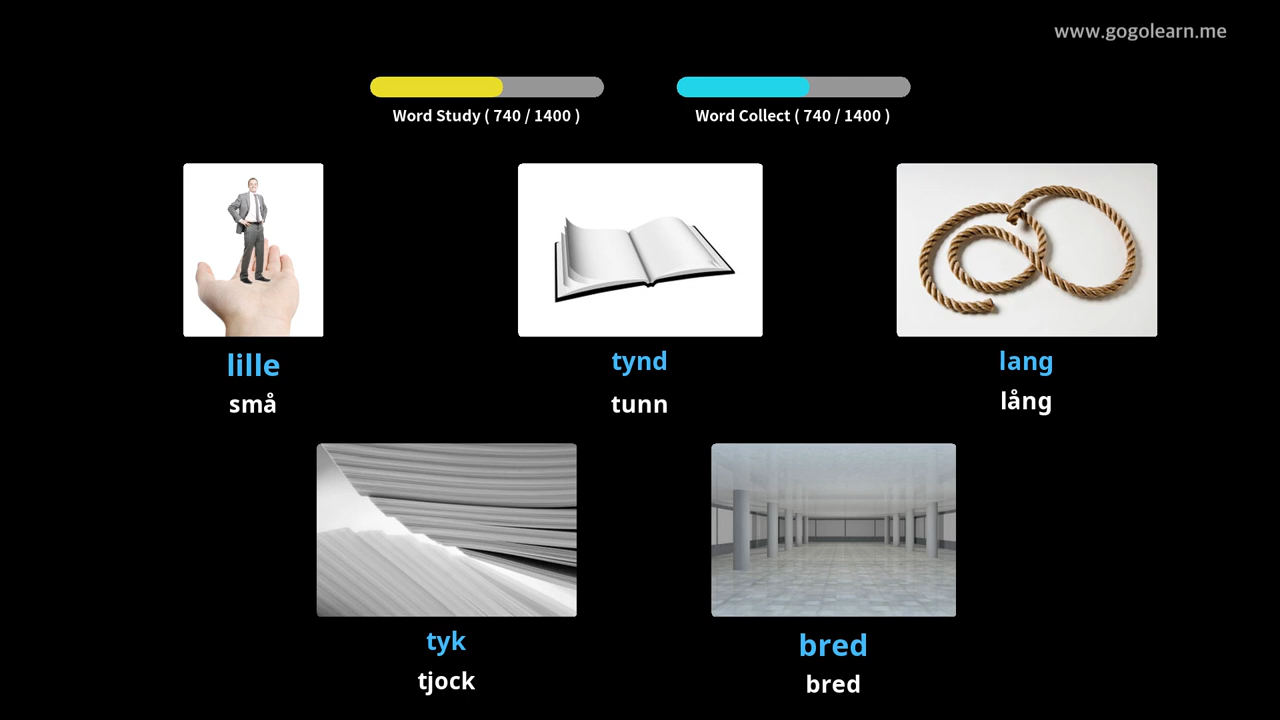 www.gogolearn.me
Word Study ( 740 / 1400 )
Word Collect ( 740 / 1400 )
lille
små
tynd
tunn
lang
lång
tyk
tjock
bred
bred